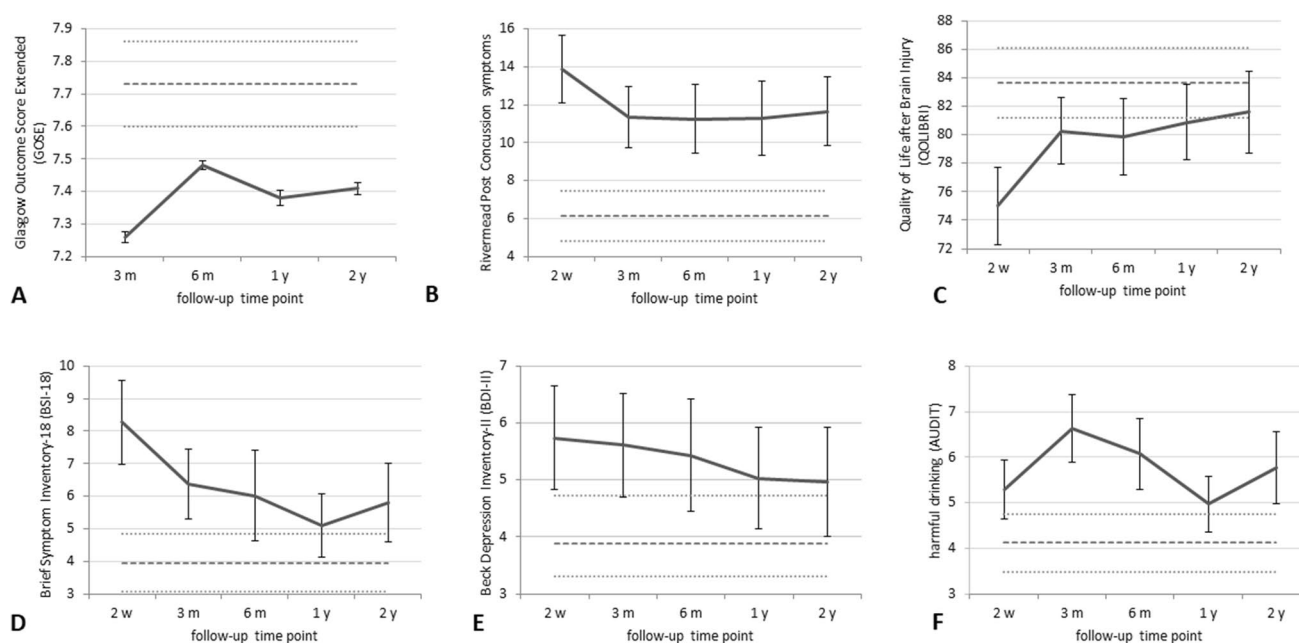 Glasgow Outcome Score Extended
(GOSE)
7.9
7.8
7.7
7.6
7.5
7.4
7.3
7.2
3 m 6 m 1 y 2 y
follow-up time point
A
Rivermead Post Concussion symptoms
16
14
12
10
8
6
4
2 w 3 m 6 m 1 y 2 y
follow-up time point
B
Quality of Life after Brain Injury
(QOLIBRI)
88
86
84
82
80
78
76
74
72
2 w 3 m 6 m 1 y 2 y
follow-up time point
C
Brief Symptom Inventory-18 (BSI-18)
10
9
8
7
6
5
4
3
2 w 3 m 6 m 1 y 2 y
follow-up time point
D
Beck Depression Inventory-II (BDI-II)
7
6
5
4
3
2 w 3 m 6 m 1 y 2 y
follow-up time point
E
harmful drinking (AUDIT)
8
7
6
5
4
3
2 w 3 m 6 m 1 y 2 y
follow-up time point
F